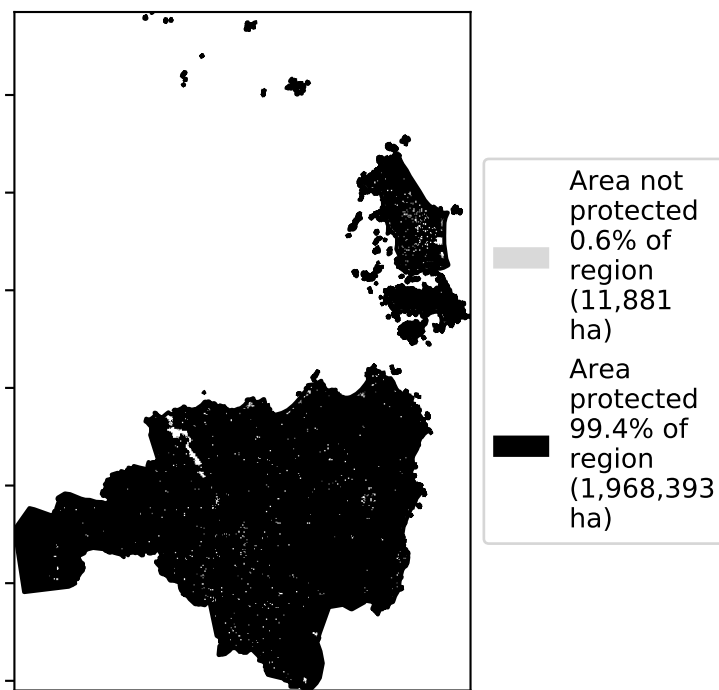 Area not
protected
0.6% of
region
(11,881
ha)
Area
protected
99.4% of
region
(1,968,393
ha)